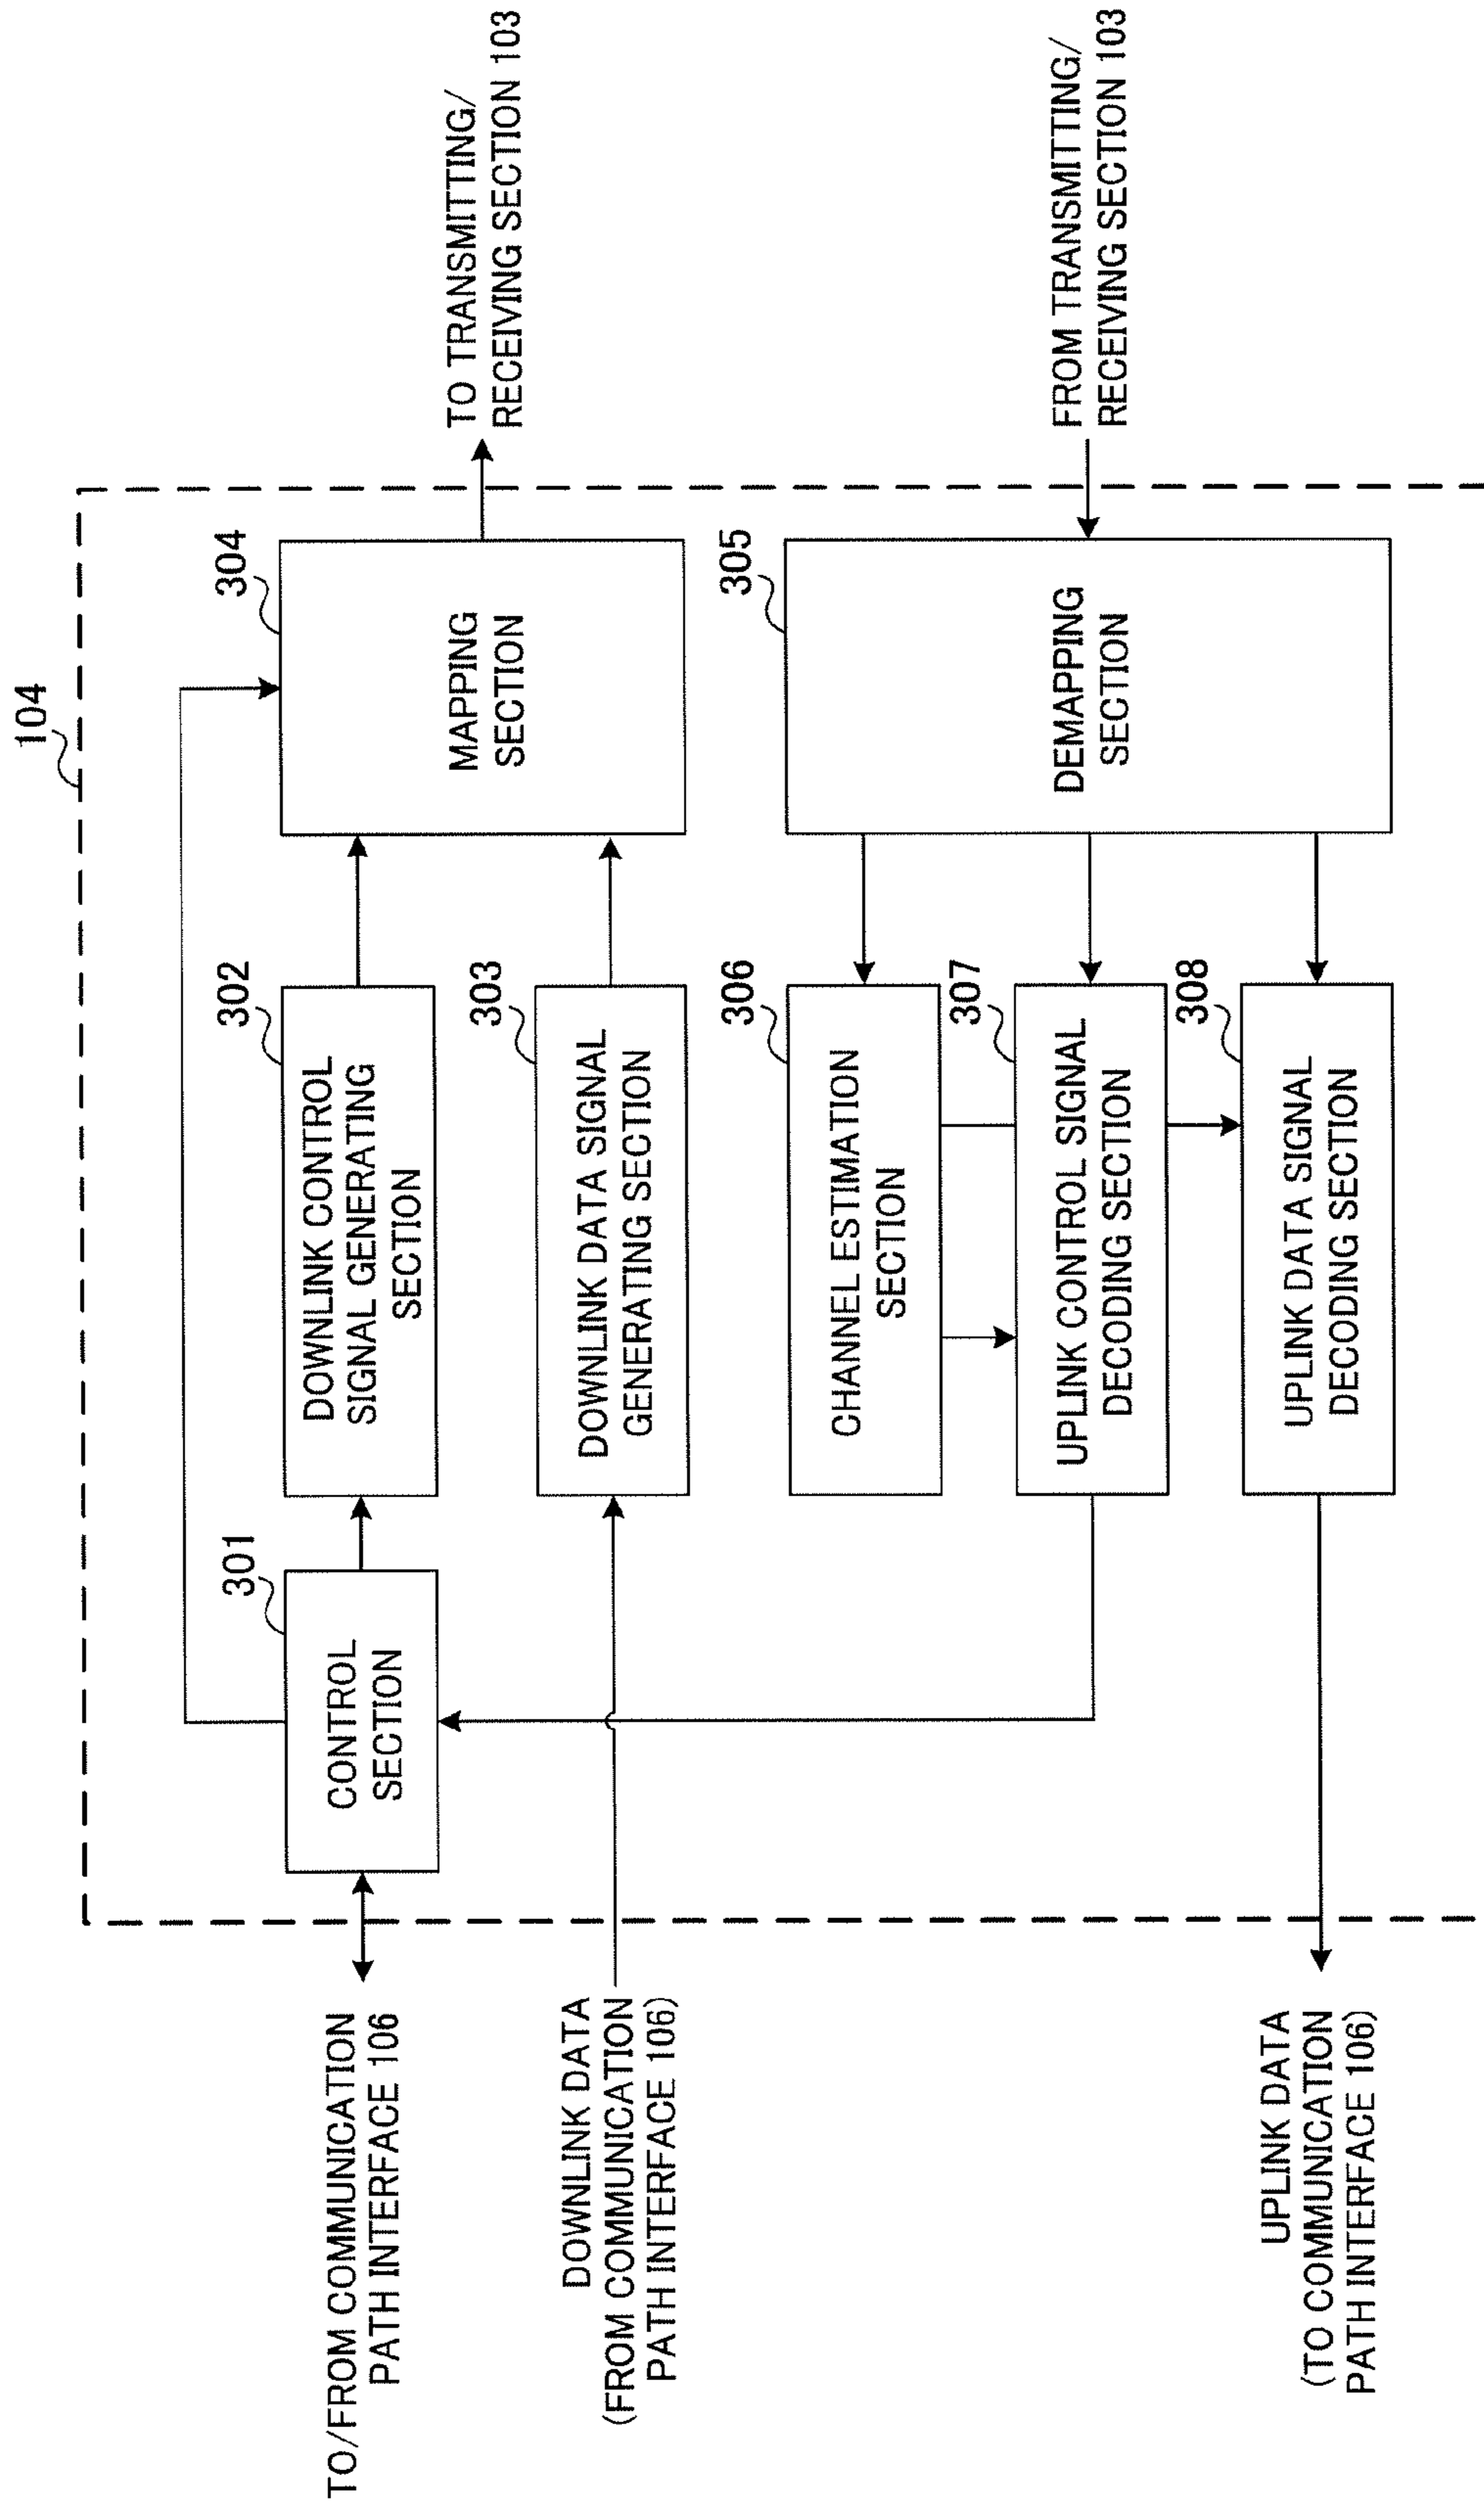 104
TO/FROM COMMUNICATION
PATH INTERFACE 106
301
CONTROL
SECTION
302
DOWNLINK CONTROL
SIGNAL GENERATING
SECTION
304
MAPPING
SECTION
TO TRANSMITTING/
RECEIVING SECTION 103
DOWNLINK DATA
(FROM COMMUNICATION
PATH INTERFACE 106)
303
DOWNLINK DATA SIGNAL
GENERATING SECTION
305
DEMAPPING
SECTION
FROM TRANSMITTING/
RECEIVING SECTION 103
306
CHANNEL ESTIMATION
SECTION
307
UPLINK CONTROL SIGNAL
DECODING SECTION
308
UPLINK DATA SIGNAL
DECODING SECTION
UPLINK DATA
(TO COMMUNICATION
PATH INTERFACE 106)